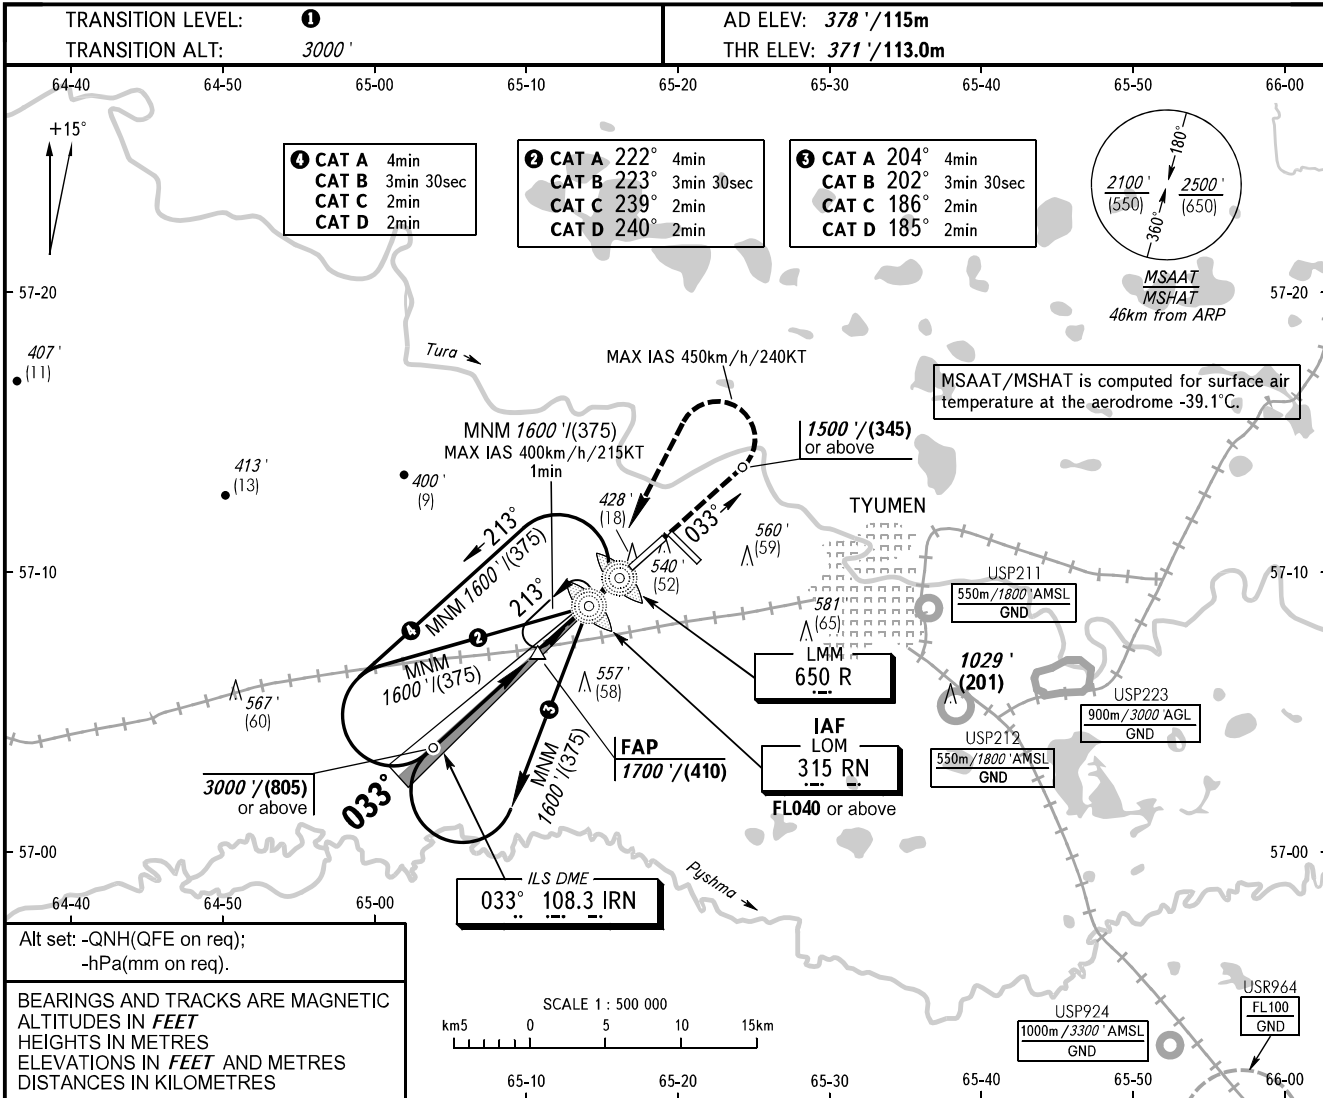 TRANSITION LEVEL: ❶
TRANSITION ALT: 3000 '
AD ELEV: 378 '/115m
THR ELEV: 371 '/113.0m
64-40 64-50 65-00 65-10 65-20 65-30 65-40 65-50 66-00
+15°
❹ CAT A 4min
CAT B 3min 30sec
CAT C 2min
CAT D 2min
❷ CAT A 222° 4min
CAT B 223° 3min 30sec
CAT C 239° 2min
CAT D 240° 2min
❸ CAT A 204° 4min
CAT B 202° 3min 30sec
CAT C 186° 2min
CAT D 185° 2min
180°
2100 '
(550)
2500 '
(650)
360°
MSAAT
MSHAT
46km from ARP
57-20 57-20
407 '
(11)
Tura
MAX IAS 450km/h/240KT
MSAAT/MSHAT is computed for surface air
temperature at the aerodrome -39.1°C.
MNM 1600 '/(375)
MAX IAS 400km/h/215KT
1min
1500 '/(345)
or above
413 '
(13)
400 '
(9)
428 '
(18)
TYUMEN
213°
MNM 1600 '/(375)
033°
560 '
(59)
540 '
(52)
57-10 57-10
USP211
550m/1800 'AMSL
GND
213°
581 '
(65)
❹
❷
MNM
1600 '/(375)
LMM
650 R
1029 '
(201)
557 '
(58)
567 '
(60)
❸
USP223
900m/3000 'AGL
GND
IAF
LOM
315 RN
FL040 or above
USP212
550m/1800 'AMSL
GND
FAP
1700 '/(410)
MNM
1600 '/(375)
3000 '/(805)
or above
033°
57-00 57-00
Pyshma
ILS DME
033° 108.3 IRN
64-40 64-50 65-00
Alt set: -QNH(QFE on req);
-hPa(mm on req).
BEARINGS AND TRACKS ARE MAGNETIC
ALTITUDES IN FEET
HEIGHTS IN METRES
ELEVATIONS IN FEET AND METRES
DISTANCES IN KILOMETRES
SCALE 1 : 500 000
km5 0 5 10 15km
USP924
1000m/3300 'AMSL
GND
USR964
FL100
GND
65-10 65-20 65-30 65-40 65-50 66-00